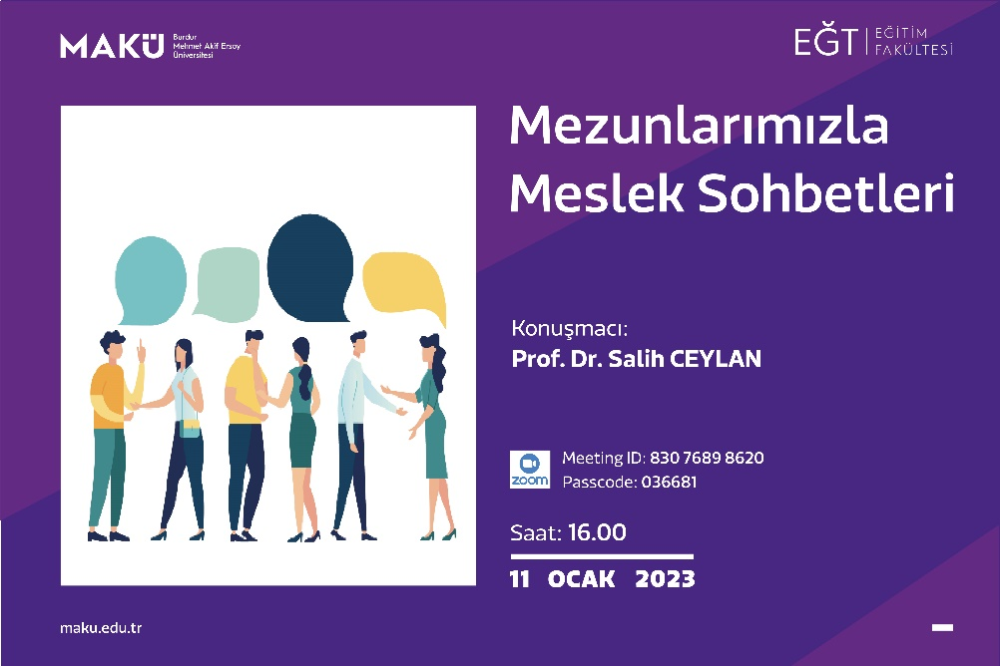 MAKÜ
Burdur
Mehmet Akif Ersoy
Üniversitesi
EĞT
EĞİTİM
FAKÜLTESİ
Mezunlarımızla
Meslek Sohbetleri
Konuşmacı:
Prof. Dr. Salih CEYLAN
zoom
Meeting ID: 830 7689 8620
Passcode: 036681
Saat: 16.00
11 OCAK 2023
maku.edu.tr